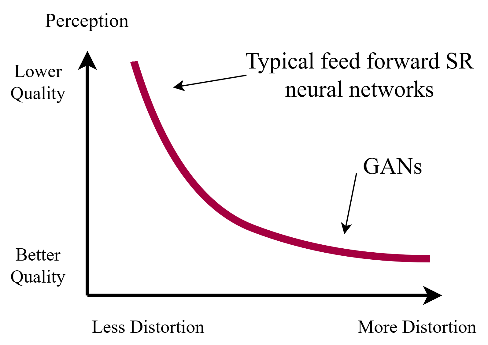 Perception
Lower
Quality
Typical feed forward SR
neural networks
GANs
Better
Quality
Less Distortion
More Distortion